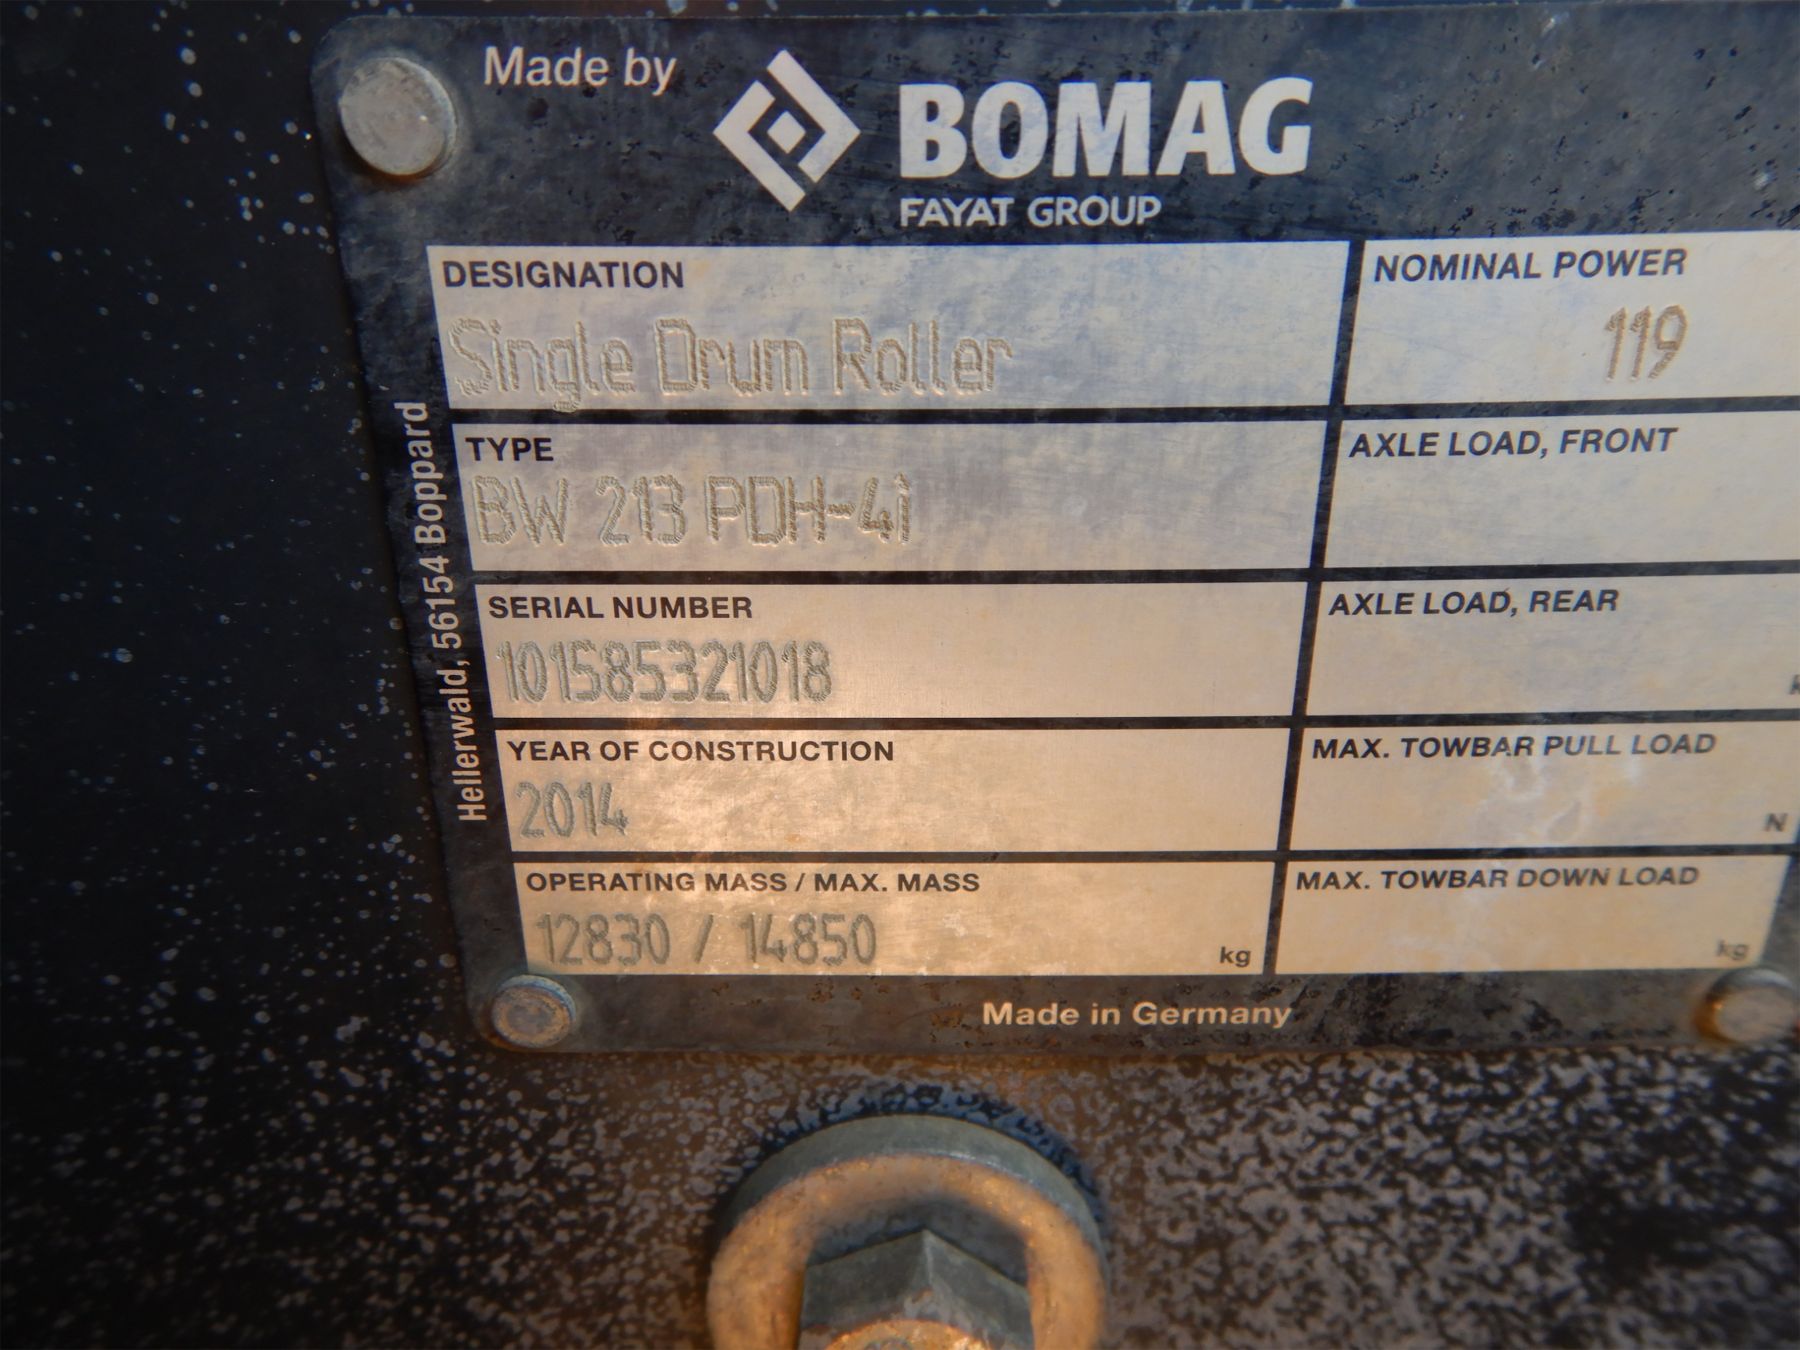 Made by
BOMAG
FAYAT GROUP
Hellerwald, 56154 Boppard
DESIGNATION
Single Drum Roller
NOMINAL POWER
119
TYPE
BW 213 PDH-4i
AXLE LOAD, FRONT
SERIAL NUMBER
101585321018
AXLE LOAD, REAR
YEAR OF CONSTRUCTION
2014
MAX. TOWBAR PULL LOAD
N
OPERATING MASS / MAX. MASS
12830 / 14850 kg
MAX. TOWBAR DOWN LOAD
kg
Made in Germany